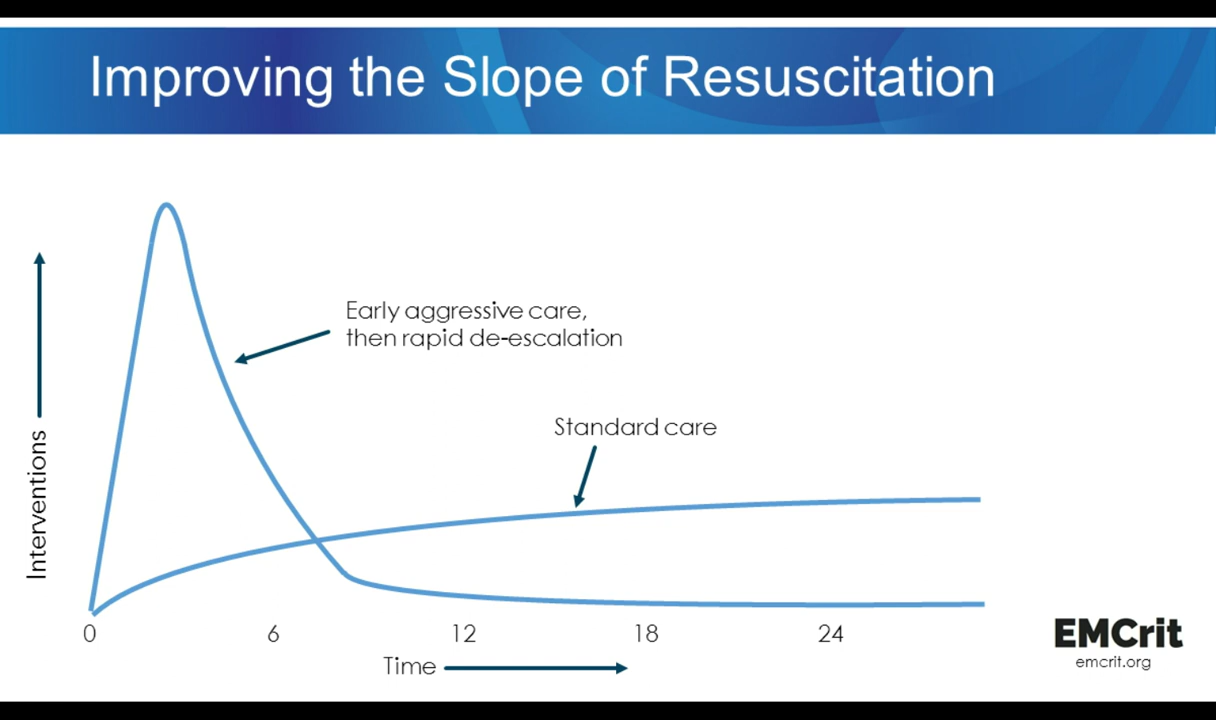 Improving the Slope of Resuscitation
Early aggressive care,
then rapid de-escalation
Standard care
Interventions
0 6 12 18 24
Time
EMCrit
emcrit.org